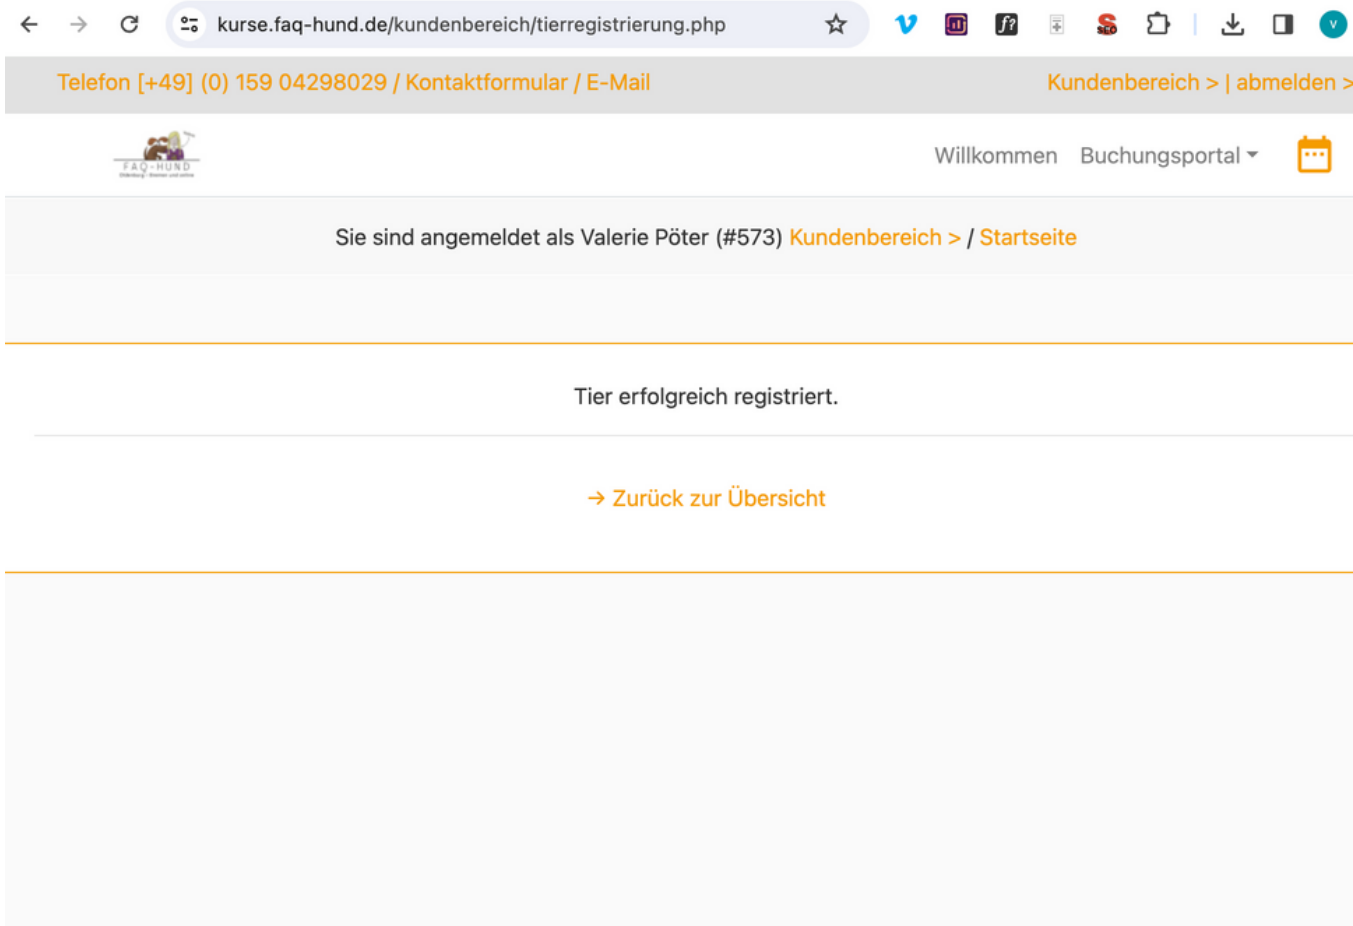 kurse.faq-hund.de/kundenbereich/tierregistrierung.php
Telefon [+49] (0) 159 04298029 / Kontaktformular / E-Mail
Kundenbereich > | abmelden >
FAQ-HUND
Willkommen Buchungsportal
Sie sind angemeldet als Valerie Pöter (#573) Kundenbereich > / Startseite
Tier erfolgreich registriert.
→ Zurück zur Übersicht